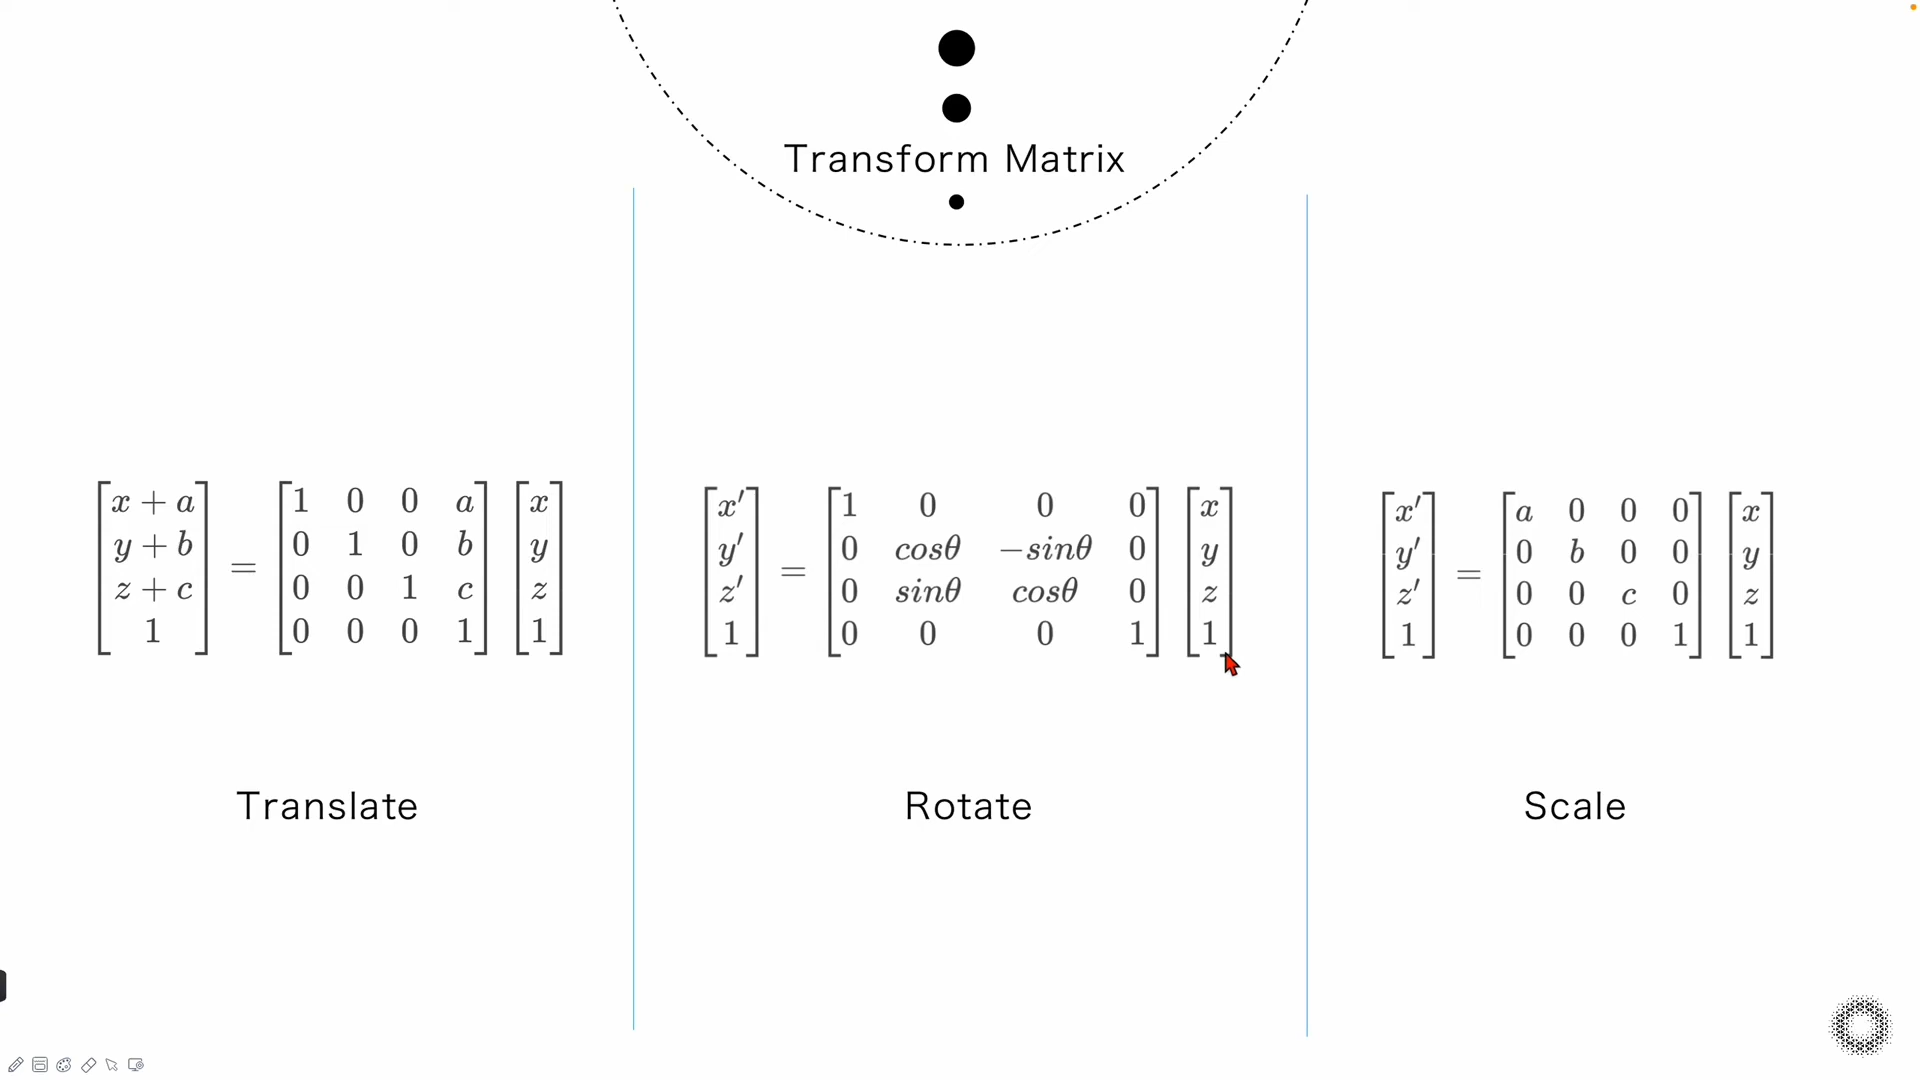 Transform Matrix
[x + a] = [1 0 0 a] [x]
[y + b] [0 1 0 b] [y]
[z + c] [0 0 1 c] [z]
[1] [0 0 0 1] [1]
Translate
[x′] = [1 0 0 0] [x]
[y′] [0 cosθ −sinθ 0] [y]
[z′] [0 sinθ cosθ 0] [z]
[1] [0 0 0 1] [1]
Rotate
[x′] = [a 0 0 0] [x]
[y′] [0 b 0 0] [y]
[z′] [0 0 c 0] [z]
[1] [0 0 0 1] [1]
Scale